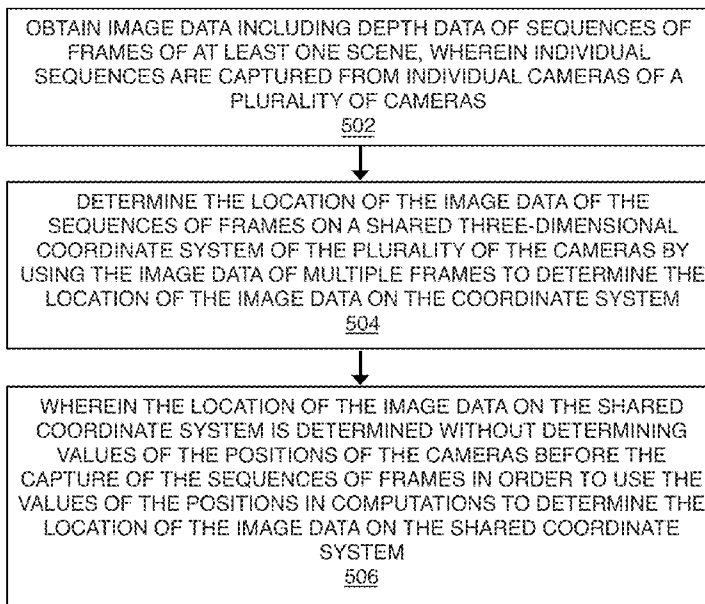 OBTAIN IMAGE DATA INCLUDING DEPTH DATA OF SEQUENCES OF
FRAMES OF AT LEAST ONE SCENE, WHEREIN INDIVIDUAL
SEQUENCES ARE CAPTURED FROM INDIVIDUAL CAMERAS OF A
PLURALITY OF CAMERAS
502
DETERMINE THE LOCATION OF THE IMAGE DATA OF THE
SEQUENCES OF FRAMES ON A SHARED THREE-DIMENSIONAL
COORDINATE SYSTEM OF THE PLURALITY OF THE CAMERAS BY
USING THE IMAGE DATA OF MULTIPLE FRAMES TO DETERMINE THE
LOCATION OF THE IMAGE DATA ON THE COORDINATE SYSTEM
504
WHEREIN THE LOCATION OF THE IMAGE DATA ON THE SHARED
COORDINATE SYSTEM IS DETERMINED WITHOUT DETERMINING
VALUES OF THE POSITIONS OF THE CAMERAS BEFORE THE
CAPTURE OF THE SEQUENCES OF FRAMES IN ORDER TO USE THE
VALUES OF THE POSITIONS IN COMPUTATIONS TO DETERMINE THE
LOCATION OF THE IMAGE DATA ON THE SHARED COORDINATE
SYSTEM
506